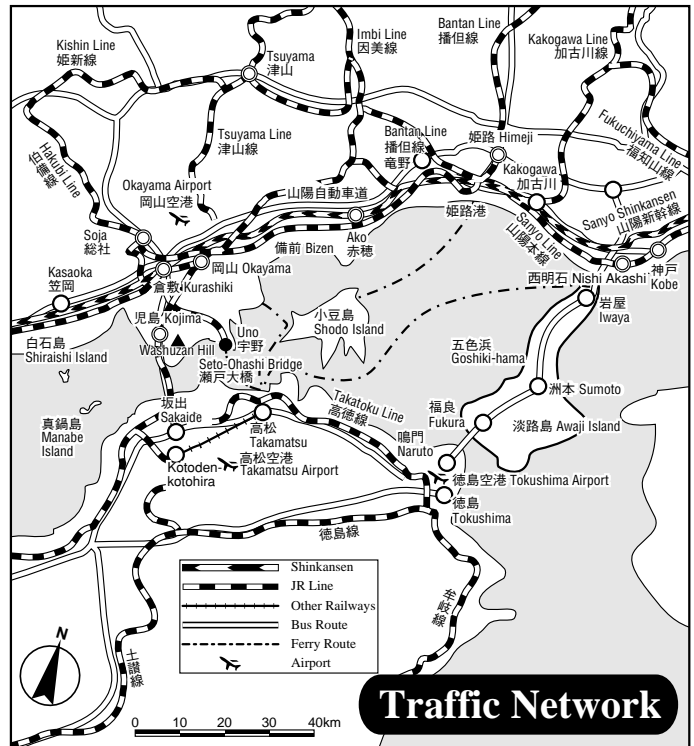 Kishin Line
姫新線
Tsuyama
津山
Imbi Line
因美線
Bantan Line
播但線
Kakogawa Line
加古川線
Hakubi Line
伯備線
Tsuyama Line
津山線
Bantan Line
播但線
竜野
姫路 Himeji
Fukuchiyama Line
福知山線
Okayama Airport
岡山空港
山陽自動車道
Kakogawa
加古川
Sanyo Shinkansen
山陽新幹線
Soja
総社
備前 Bizen
Ako
赤穂
姫路港
Sanyo Line
山陽本線
Kasaoka
笠岡
岡山 Okayama
倉敷 Kurashiki
西明石 Nishi Akashi
神戸
Kobe
岩屋
Iwaya
児島 Kojima
Uno
宇野
小豆島
Shodo Island
五色浜
Goshiki-hama
白石島
Shiraishi Island
Washuzan Hill
Seto-Ohashi Bridge
瀬戸大橋
洲本 Sumoto
真鍋島
Manabe
Island
坂出
Sakaide
Takatoku Line
高徳線
福良
Fukura
淡路島 Awaji Island
高松
Takamatsu
鳴門
Naruto
Kotoden-
kotohira
高松空港
Takamatsu Airport
徳島空港 Tokushima Airport
徳島
Tokushima
徳島線
牟岐線
土讃線
Shinkansen
JR Line
Other Railways
Bus Route
Ferry Route
Airport
N
0 10 20 30 40km
Traffic Network